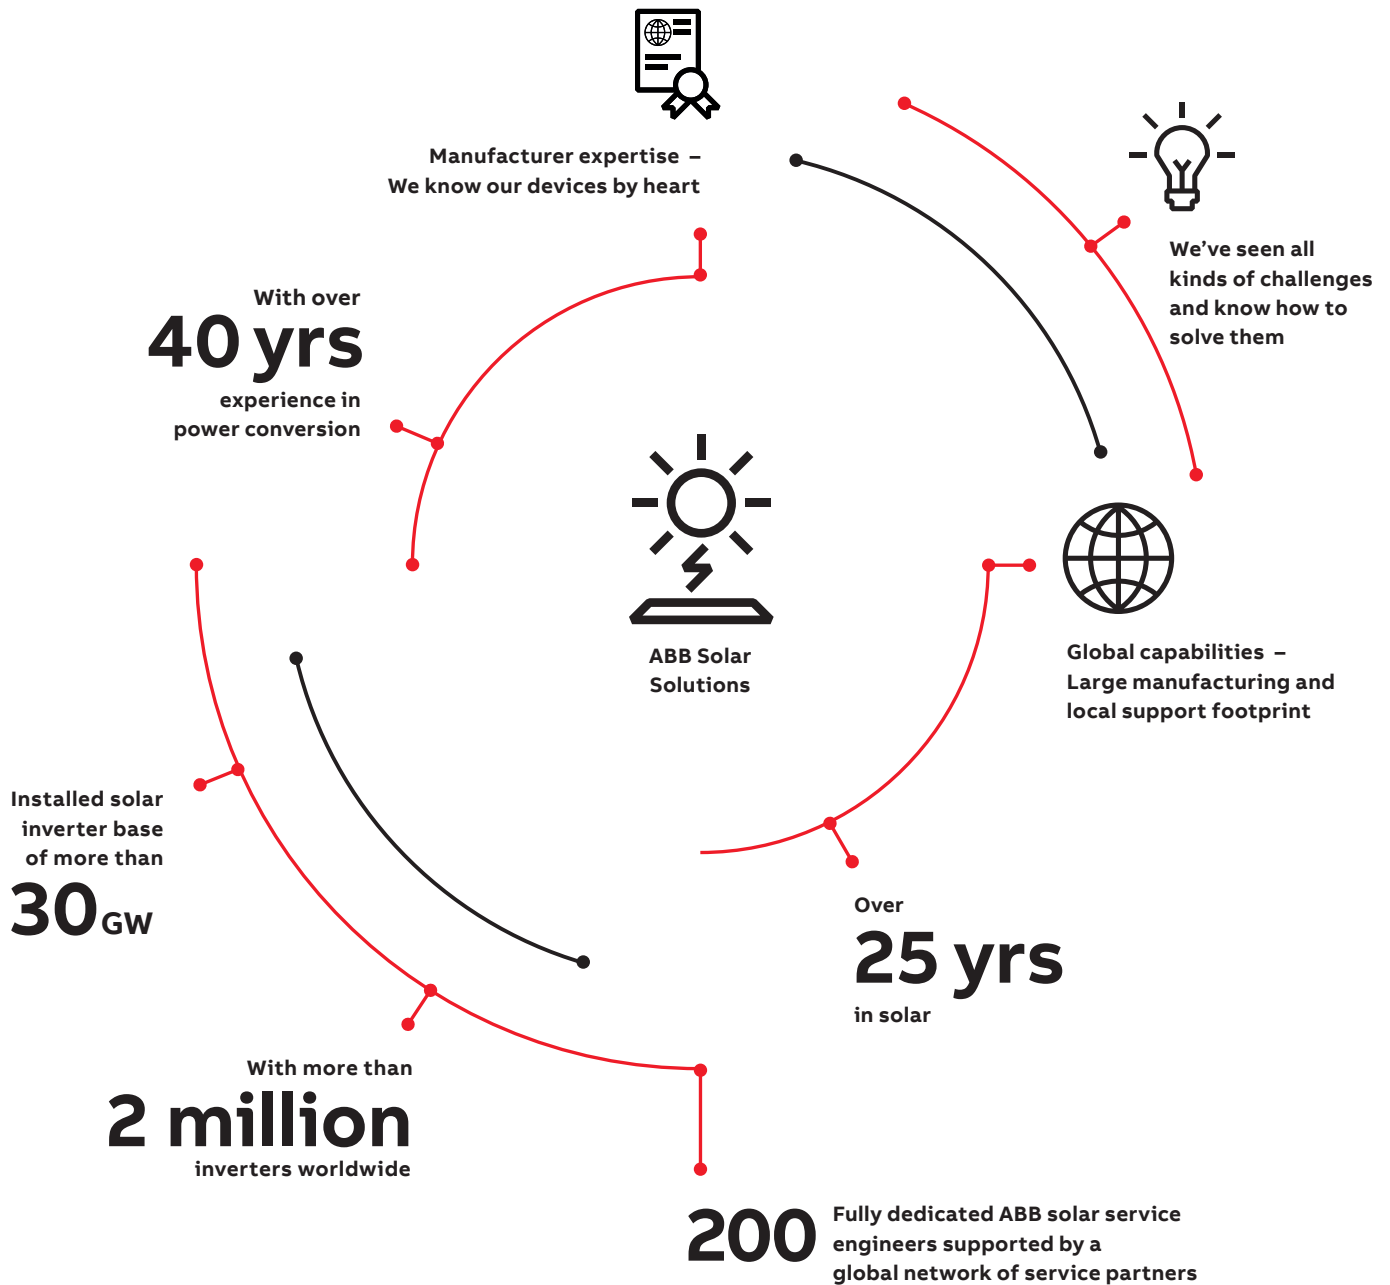 Manufacturer expertise –
We know our devices by heart
We've seen all
kinds of challenges
and know how to
solve them
With over
40 yrs
experience in
power conversion
ABB Solar
Solutions
Global capabilities –
Large manufacturing and
local support footprint
Installed solar
inverter base
of more than
30 GW
Over
25 yrs
in solar
With more than
2 million
inverters worldwide
200
Fully dedicated ABB solar service
engineers supported by a
global network of service partners